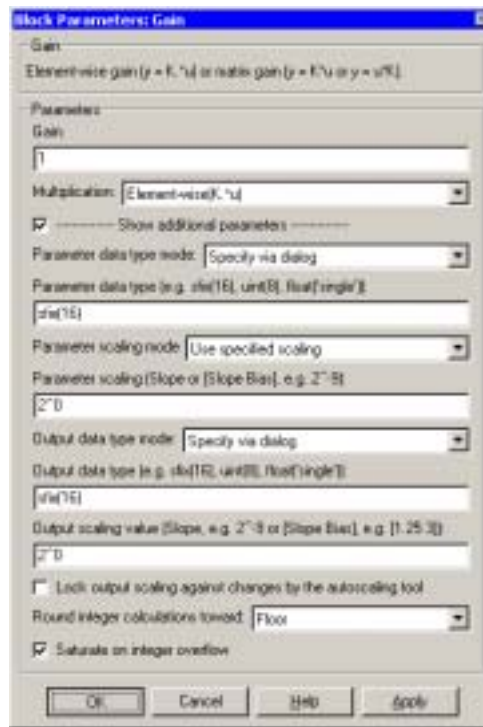 Block Parameters: Gain
Gain
Element-wise gain (y = K.*u) or matrix gain (y = K*u or y = u*K).
Parameters
Gain:
1
Multiplication: Element-wise(K.*u)
-------- Show additional parameters --------
Parameter data type mode: Specify via dialog
Parameter data type (e.g. sfix(16), uint(8), float('single')):
sfix(16)
Parameter scaling mode: Use specified scaling
Parameter scaling (Slope or [Slope Bias], e.g. 2^-9):
2^0
Output data type mode: Specify via dialog
Output data type (e.g. sfix(16), uint(8), float('single')):
sfix(16)
Output scaling value (Slope, e.g. 2^-9 or [Slope Bias], e.g. [1.25 3]):
2^0
Lock output scaling against changes by the autoscaling tool
Round integer calculations toward: Floor
Saturate on integer overflow
OK Cancel Help Apply